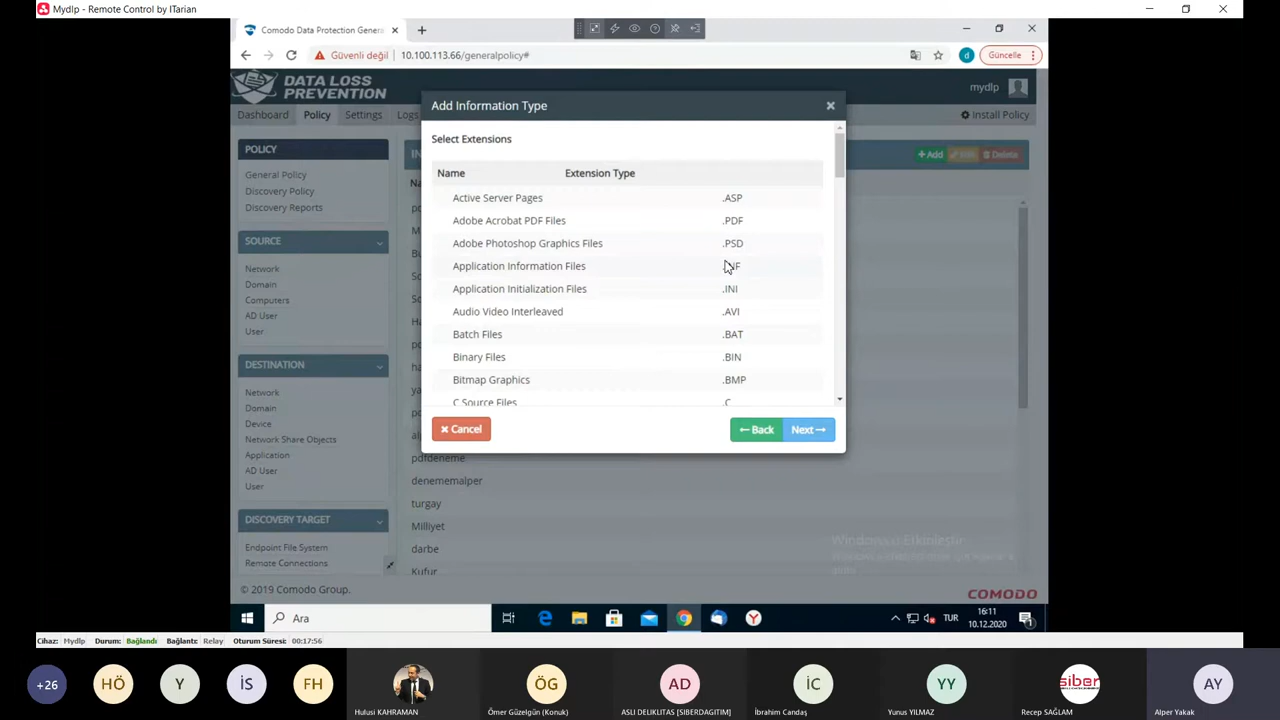 Mydlp - Remote Control by ITarian
Comodo Data Protection Genera
Güvenli değil
10.100.113.66/generalpolicy#
Güncelle
DATA LOSS
PREVENTION
mydlp
Dashboard
Policy
Settings
Logs
Install Policy
Add Information Type
Select Extensions
Name
Extension Type
Active Server Pages
.ASP
Adobe Acrobat PDF Files
.PDF
Adobe Photoshop Graphics Files
.PSD
Application Information Files
Application Initialization Files
.INI
Audio Video Interleaved
.AVI
Batch Files
.BAT
Binary Files
.BIN
Bitmap Graphics
.BMP
C Source Files
.C
Cancel
Back
Next
POLICY
General Policy
Discovery Policy
Discovery Reports
SOURCE
Network
Domain
Computers
AD User
User
DESTINATION
Network
Domain
Device
Network Share Objects
Application
AD User
User
DISCOVERY TARGET
Endpoint File System
Remote Connections
+Add
Delete
pdfdeneme
denememalper
turgay
Milliyet
darbe
Kufur
© 2019 Comodo Group.
COMODO
Ara
TUR
16:11
10.12.2020
Cihaz: Mydlp Durum: Bağlandı Bağlantı: Relay Oturum Süresi: 00:17:56
+26
HÖ
Y
İS
FH
Hulusi KAHRAMAN
ÖG
Ömer Güzelgün (Konuk)
AD
ASLI DELIKLITAS [SIBERDAGITIM]
İC
İbrahim Candaş
YY
Yunus YILMAZ
siber
Recep SAĞLAM
AY
Alper Yakak